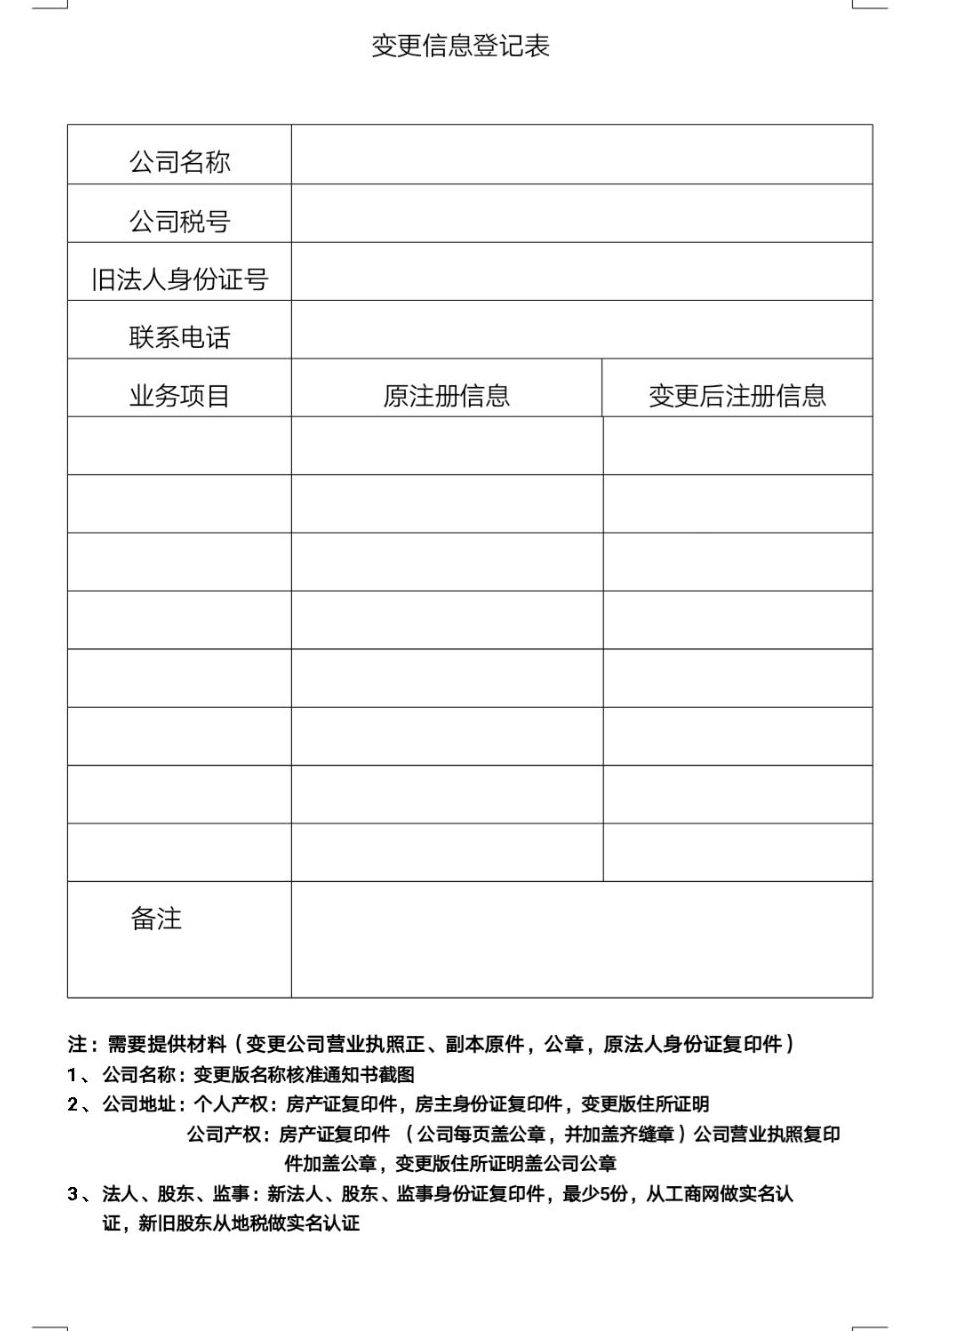 变更信息登记表
公司名称
公司税号
旧法人身份证号
联系电话
业务项目 原注册信息 变更后注册信息
备注
注：需要提供材料（变更公司营业执照正、副本原件，公章，原法人身份证复印件）
1、公司名称：变更版名称核准通知书截图
2、公司地址：个人产权：房产证复印件，房主身份证复印件，变更版住所证明
公司产权：房产证复印件（公司每页盖公章，并加盖齐缝章）公司营业执照复印
件加盖公章，变更版住所证明盖公司公章
3、法人、股东、监事：新法人、股东、监事身份证复印件，最少5份，从工商网做实名认
证，新旧股东从地税做实名认证